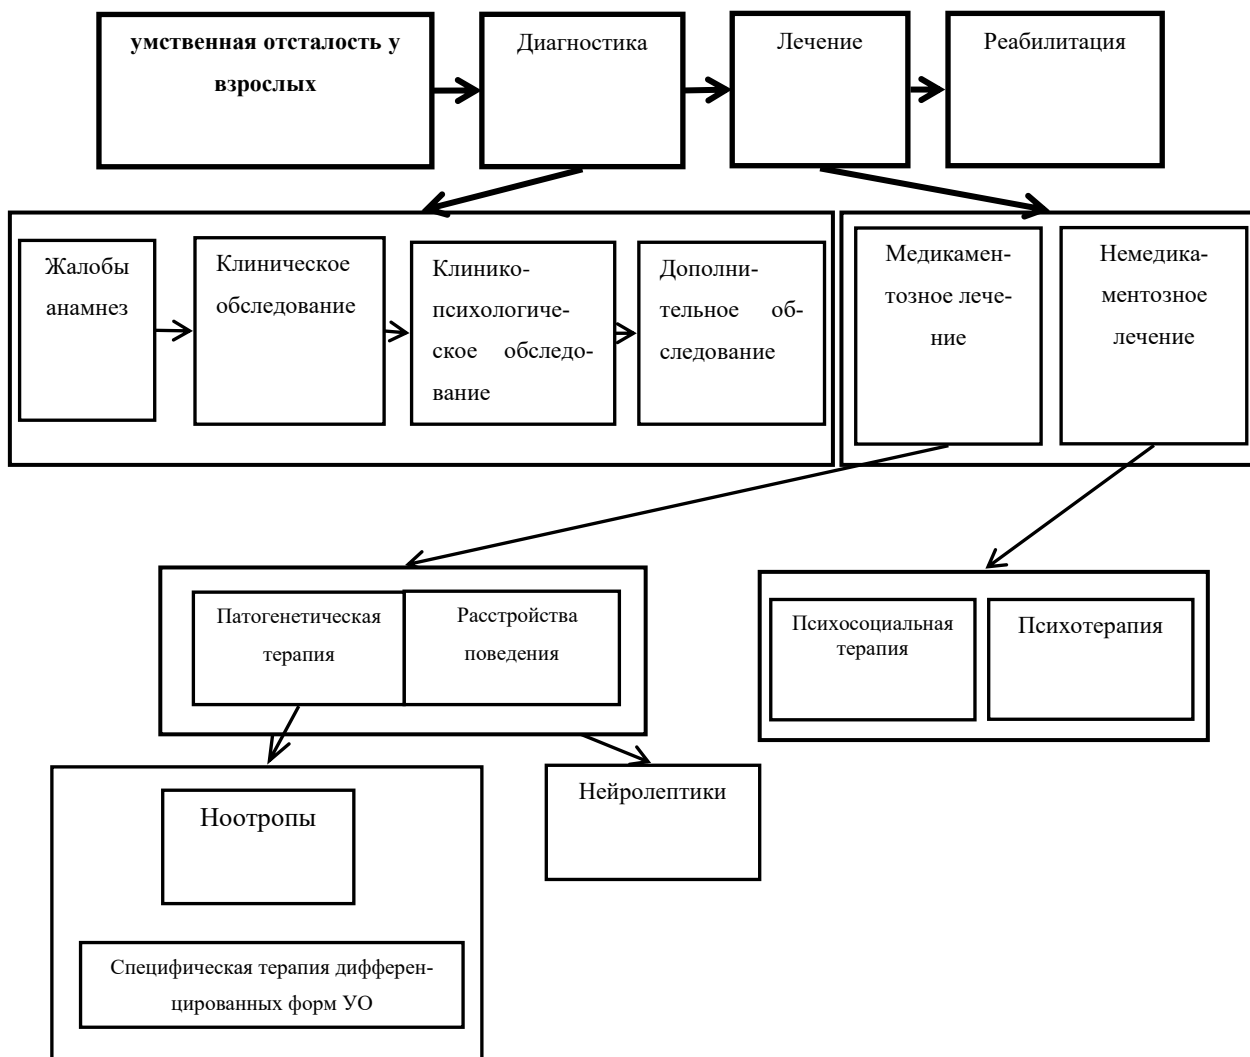 умственная отсталость у
взрослых
Диагностика
Лечение
Реабилитация
Жалобы
анамнез
Клиническое
обследование
Клинико-
психологиче-
ское обследо-
вание
Дополни-
тельное об-
следование
Медикамен-
тозное лече-
ние
Немедика-
ментозное
лечение
Патогенетическая
терапия
Расстройства
поведения
Психосоциальная
терапия
Психотерапия
Ноотропы
Нейролептики
Специфическая терапия дифферен-
цированных форм УО